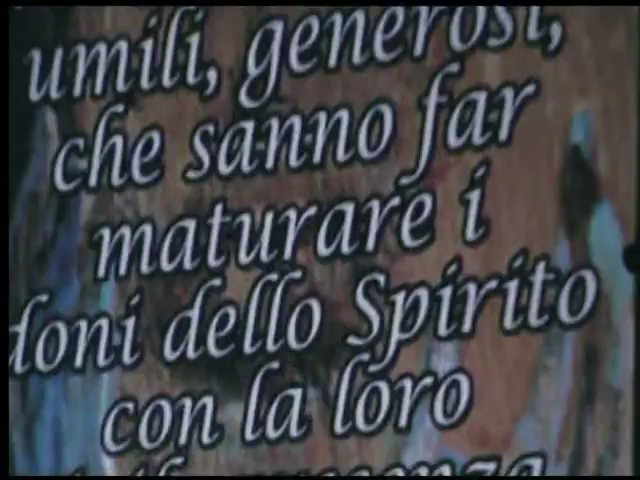 umili, generosi,
che sanno far
maturare i
doni dello Spirito
con la loro